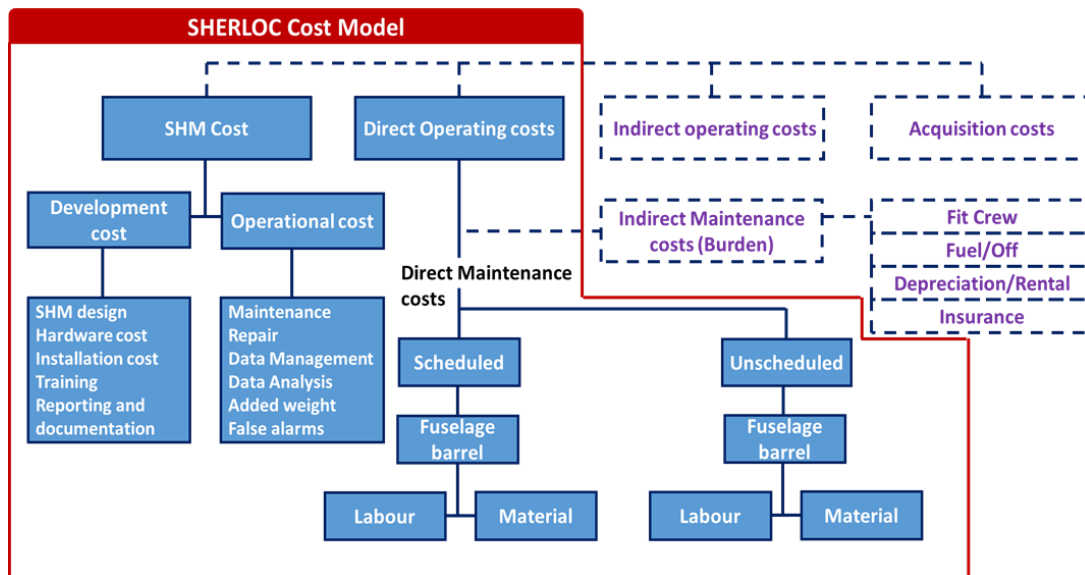 SHERLOC Cost Model
SHM Cost
Direct Operating costs
Indirect operating costs
Acquisition costs
Development
cost
Operational cost
Indirect Maintenance
costs (Burden)
Fit Crew
Fuel/Off
Depreciation/Rental
Insurance
Direct Maintenance
costs
SHM design
Hardware cost
Installation cost
Training
Reporting and
documentation
Maintenance
Repair
Data Management
Data Analysis
Added weight
False alarms
Scheduled
Unscheduled
Fuselage
barrel
Fuselage
barrel
Labour
Material
Labour
Material